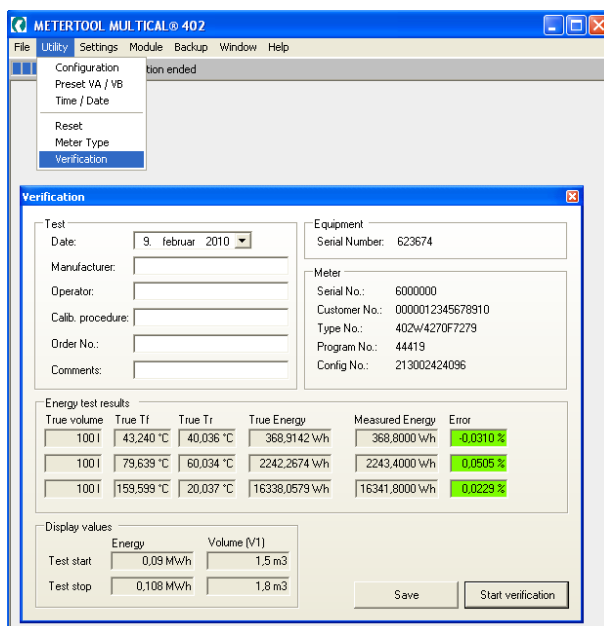 METERTOOL MULTICAL® 402
File Utility Settings Module Backup Window Help
tion ended
Configuration
Preset VA / VB
Time / Date
Reset
Meter Type
Verification
Verification
Test
Date: 9. februar 2010
Manufacturer:
Operator:
Calib. procedure:
Order No.:
Comments:
Equipment
Serial Number: 623674
Meter
Serial No.: 6000000
Customer No.: 0000012345678910
Type No.: 402W4270F7279
Program No.: 44419
Config No.: 213002424096
Energy test results
True volume True Tf True Tr True Energy Measured Energy Error
100 l 43,240 °C 40,036 °C 368,9142 Wh 368,8000 Wh -0,0310 %
100 l 79,639 °C 60,034 °C 2242,2674 Wh 2243,4000 Wh 0,0505 %
100 l 159,599 °C 20,037 °C 16338,0579 Wh 16341,8000 Wh 0,0229 %
Display values
Energy Volume (V1)
Test start 0,09 MWh 1,5 m3
Test stop 0,108 MWh 1,8 m3
Save Start verification